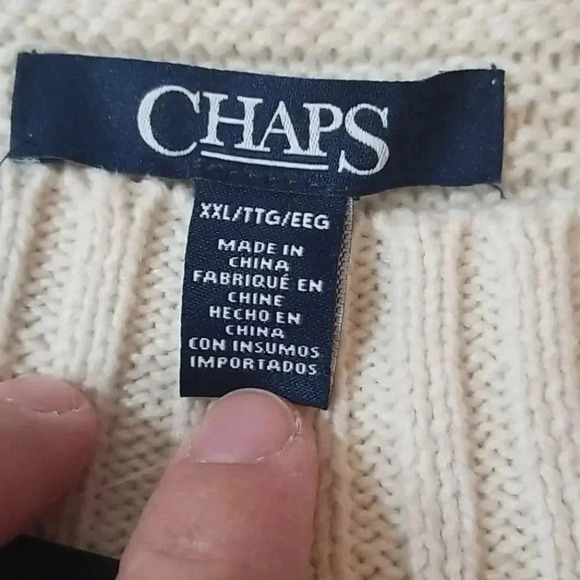 CHAPS
XXL/TTG/EEG
MADE IN
CHINA
FABRIQUÉ EN
CHINE
HECHO EN
CHINA
CON INSUMOS
IMPORTADOS